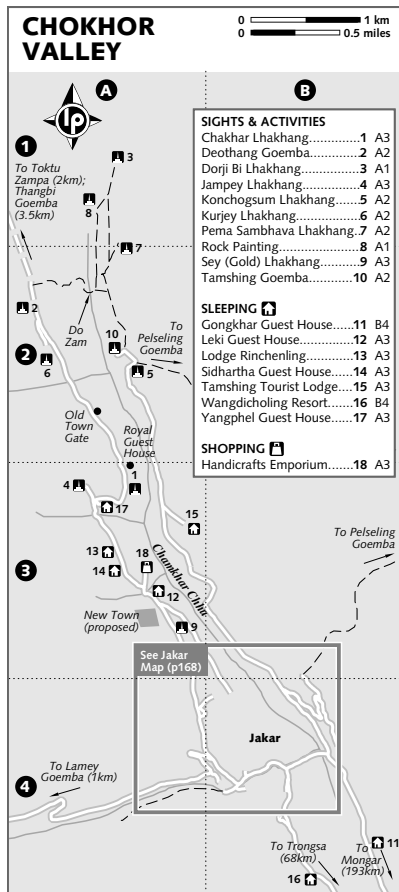 CHOKHOR
VALLEY
0 1 km
0 0.5 miles
A
B
1
2
3
4
lp
SIGHTS & ACTIVITIES
Chakhar Lhakhang...............1 A3
Deothang Goemba..............2 A2
Dorji Bi Lhakhang................3 A1
Jampey Lhakhang................4 A3
Konchogsum Lhakhang.......5 A2
Kurjey Lhakhang..................6 A2
Pema Sambhava Lhakhang.7 A2
Rock Painting.......................8 A1
Sey (Gold) Lhakhang...........9 A3
Tamshing Goemba............10 A2
SLEEPING
Gongkhar Guest House......11 B4
Leki Guest House...............12 A3
Lodge Rinchenling.............13 A3
Sidhartha Guest House......14 A3
Tamshing Tourist Lodge.....15 A3
Wangdicholing Resort.......16 B4
Yangphel Guest House......17 A3
SHOPPING
Handicrafts Emporium.......18 A3
To Toktu
Zampa (2km);
Thangbi
Goemba
(3.5km)
3
8
7
2
Do
Zam
10
To
Pelseling
Goemba
6
5
Old
Town
Gate
Royal
Guest
House
1
4
17
15
To Pelseling
Goemba
13
18
14
Chamkhar Chhu
12
New Town
(proposed)
9
See Jakar
Map (p168)
Jakar
To Lamey
Goemba (1km)
To Trongsa
(68km)
To
Mongar
(193km)
11
16